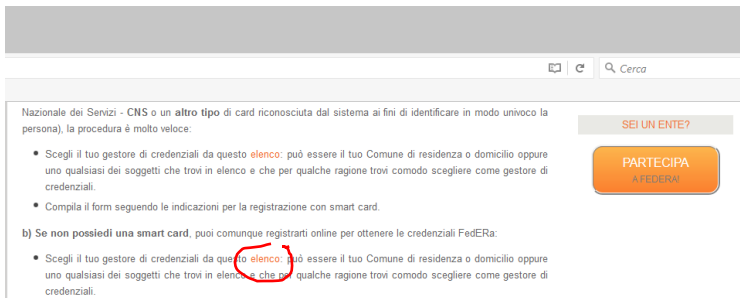 Cerca
Nazionale dei Servizi - CNS o un altro tipo di card riconosciuta dal sistema ai fini di identificare in modo univoco la
persona), la procedura è molto veloce:
• Scegli il tuo gestore di credenziali da questo elenco: può essere il tuo Comune di residenza o domicilio oppure
uno qualsiasi dei soggetti che trovi in elenco e che per qualche ragione trovi comodo scegliere come gestore di
credenziali.
• Compila il form seguendo le indicazioni per la registrazione con smart card.
b) Se non possiedi una smart card, puoi comunque registrarti online per ottenere le credenziali FedERa:
• Scegli il tuo gestore di credenziali da questo elenco: può essere il tuo Comune di residenza o domicilio oppure
uno qualsiasi dei soggetti che trovi in elenco e che per qualche ragione trovi comodo scegliere come gestore di
credenziali.
SEI UN ENTE?
PARTECIPA
A FEDERA!